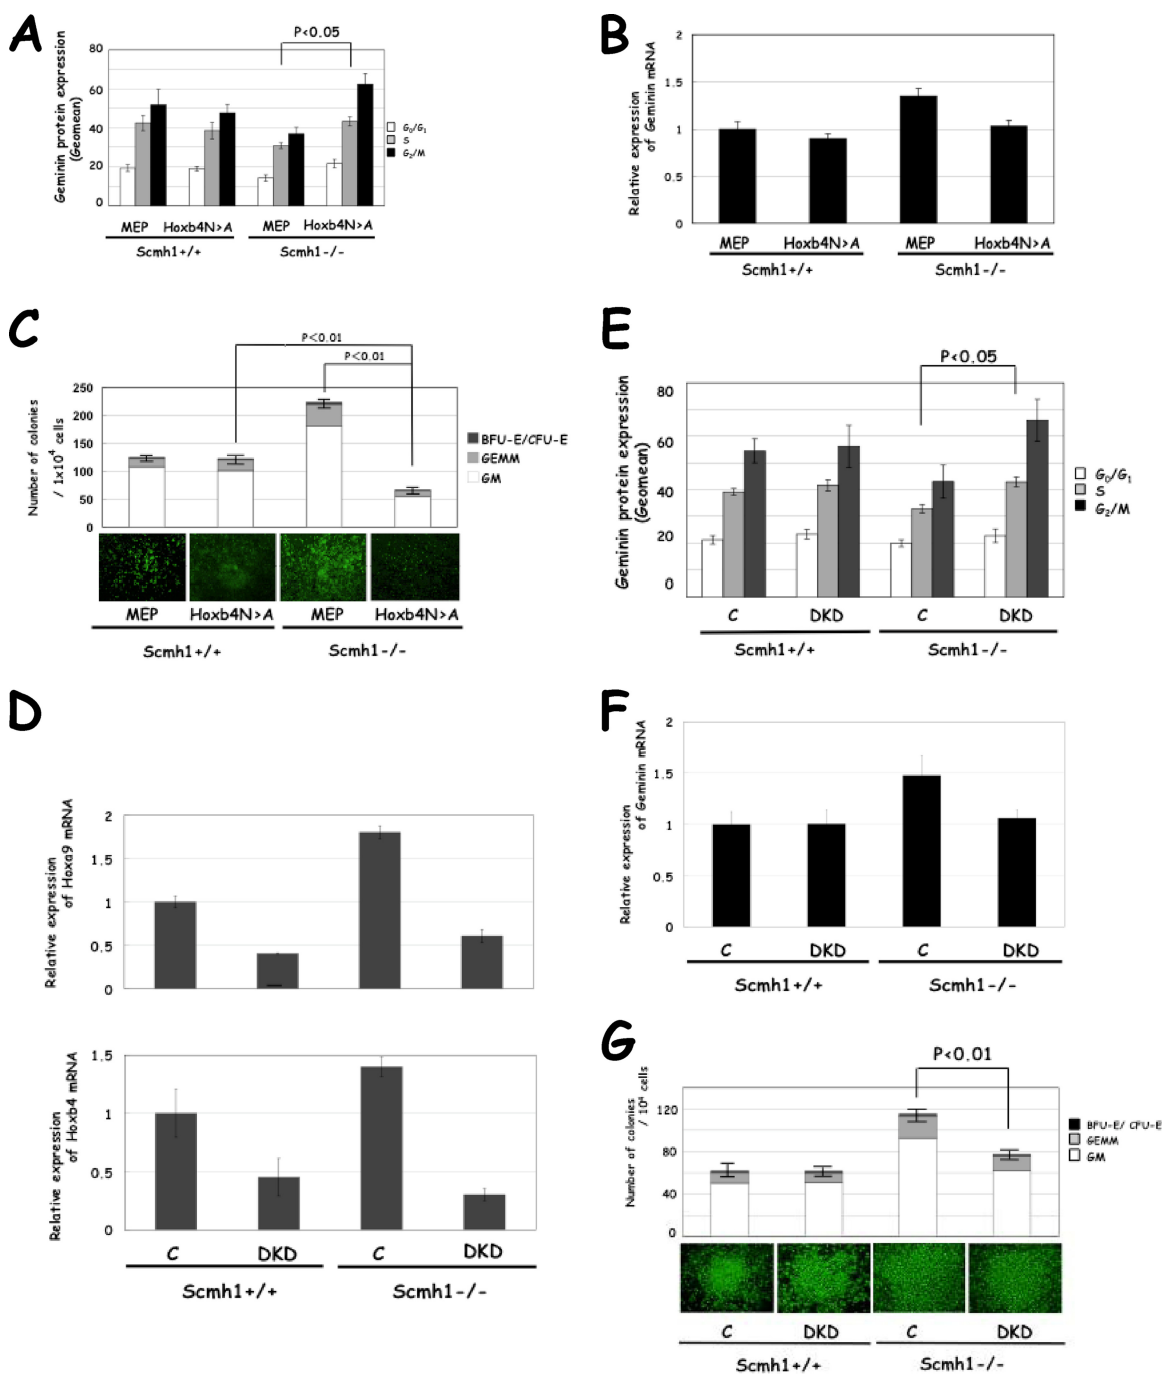 A
P<0.05
Geminin protein expression
(Geomean)
80
60
40
20
0
G₀/G₁
S
G₂/M
MEP Hoxb4N>A MEP Hoxb4N>A
Scmh1+/+ Scmh1-/-
B
Relative expression
of Geminin mRNA
2
1.5
1
0.5
0
MEP Hoxb4N>A MEP Hoxb4N>A
Scmh1+/+ Scmh1-/-
C
P<0.01
P<0.01
Number of colonies
/ 1x10⁴ cells
250
200
150
100
50
0
BFU-E/CFU-E
GEMM
GM
MEP Hoxb4N>A MEP Hoxb4N>A
Scmh1+/+ Scmh1-/-
E
P<0.05
Geminin protein expression
(Geomean)
80
60
40
20
0
G₀/G₁
S
G₂/M
C DKD C DKD
Scmh1+/+ Scmh1-/-
D
Relative expression
of Hoxa9 mRNA
2
1.5
1
0.5
0
Relative expression
of Hoxb4 mRNA
1.5
1
0.5
0
C DKD C DKD
Scmh1+/+ Scmh1-/-
F
Relative expression
of Geminin mRNA
2
1.5
1
0.5
0
C DKD C DKD
Scmh1+/+ Scmh1-/-
G
P<0.01
Number of colonies
/ 10⁴ cells
120
80
40
0
BFU-E/ CFU-E
GEMM
GM
C DKD C DKD
Scmh1+/+ Scmh1-/-